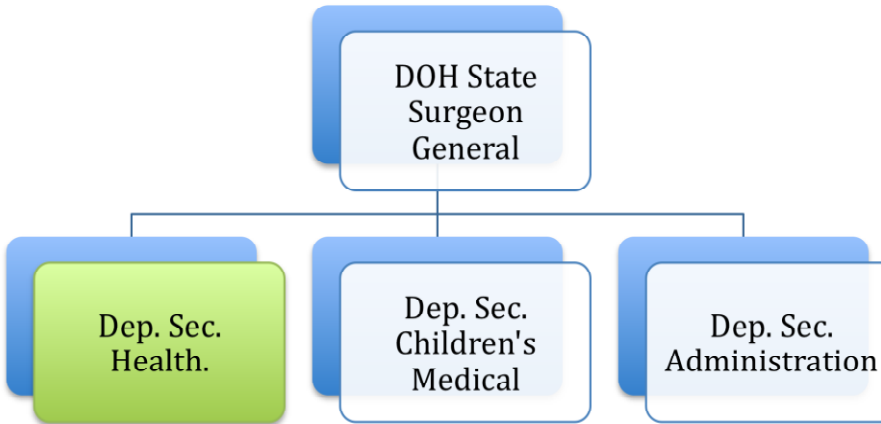 DOH State
Surgeon
General
Dep. Sec.
Health.
Dep. Sec.
Children's
Medical
Dep. Sec.
Administration